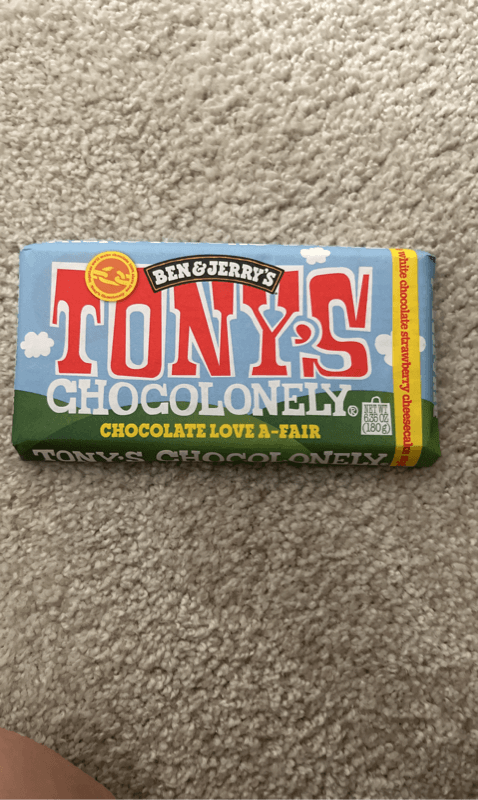 BEN & JERRY'S
TONY'S
CHOCOLONELY®
CHOCOLATE LOVE A-FAIR
NET WT
6.35 OZ
(180g)
white chocolate strawberry cheesecake
TONY'S CHOCOLONELY